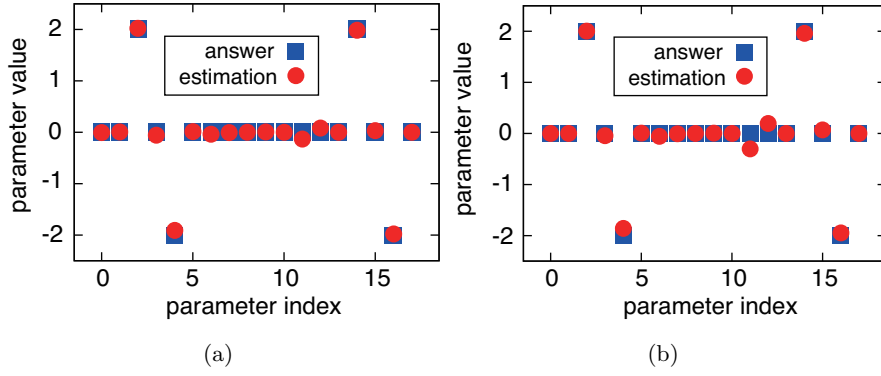 parameter value
2
1
0
-1
-2
answer
estimation
0
5
10
15
parameter index
(a)
parameter value
2
1
0
-1
-2
answer
estimation
0
5
10
15
parameter index
(b)